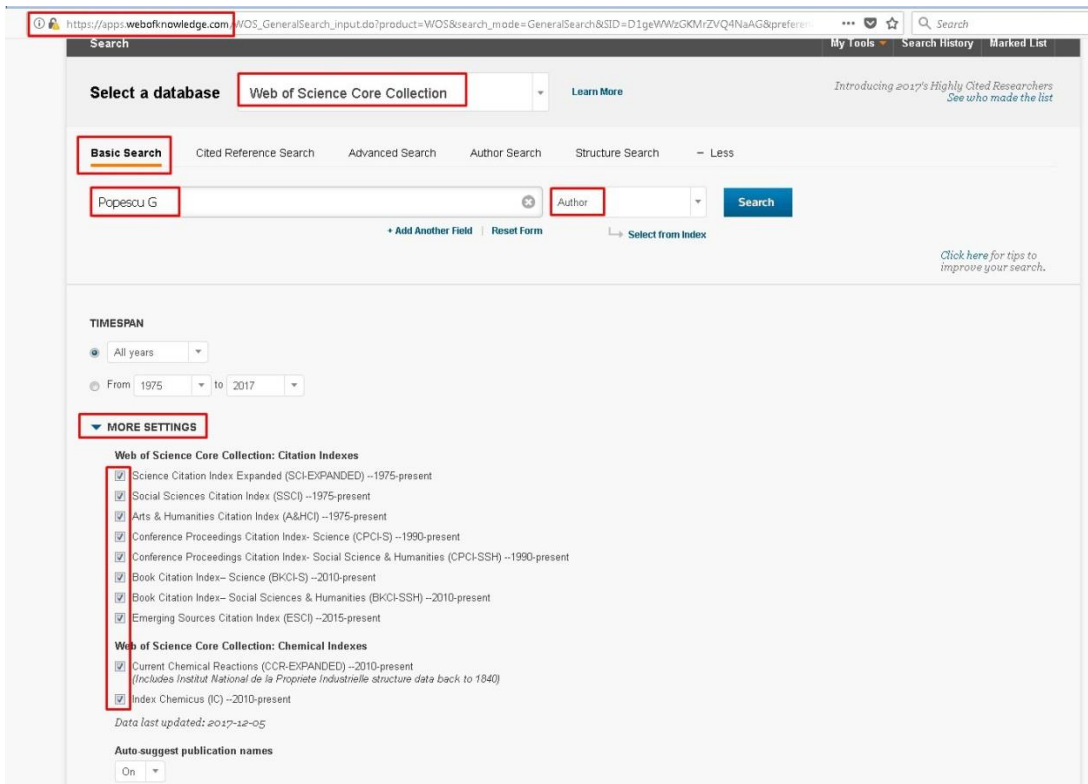 https://apps.webofknowledge.com/WOS_GeneralSearch_input.do?product=WOS&search_mode=GeneralSearch&SID=D1geWWzGKMrZVQ4NaAG&preferen
Search
Search My Tools Search History Marked List
Select a database Web of Science Core Collection Learn More
Introducing 2017's Highly Cited Researchers
See who made the list
Basic Search Cited Reference Search Advanced Search Author Search Structure Search – Less
Popescu G Author Search
+ Add Another Field | Reset Form Select from Index
Click here for tips to
improve your search.
TIMESPAN
All years
From 1975 to 2017
MORE SETTINGS
Web of Science Core Collection: Citation Indexes
Science Citation Index Expanded (SCI-EXPANDED) --1975-present
Social Sciences Citation Index (SSCI) --1975-present
Arts & Humanities Citation Index (A&HCI) --1975-present
Conference Proceedings Citation Index- Science (CPCI-S) --1990-present
Conference Proceedings Citation Index- Social Science & Humanities (CPCI-SSH) --1990-present
Book Citation Index– Science (BKCI-S) --2010-present
Book Citation Index– Social Sciences & Humanities (BKCI-SSH) --2010-present
Emerging Sources Citation Index (ESCI) --2015-present
Web of Science Core Collection: Chemical Indexes
Current Chemical Reactions (CCR-EXPANDED) --2010-present
(Includes Institut National de la Propriete Industrielle structure data back to 1840)
Index Chemicus (IC) --2010-present
Data last updated: 2017-12-05
Auto-suggest publication names
On